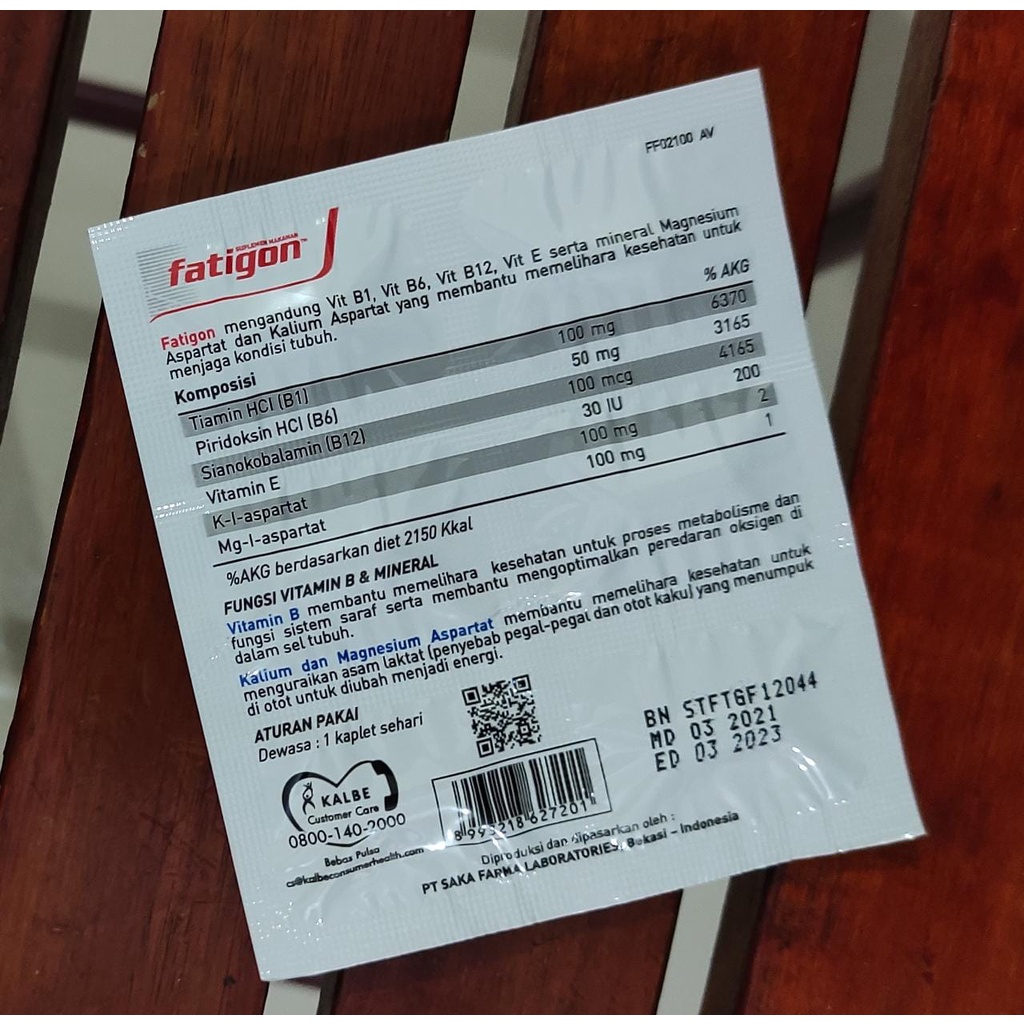 FF02100 AV
SUPLEMEN MAKANAN
fatigon™
Fatigon mengandung Vit B1, Vit B6, Vit B12, Vit E serta mineral Magnesium
Aspartat dan Kalium Aspartat yang membantu memelihara kesehatan untuk
menjaga kondisi tubuh.
Komposisi % AKG
Tiamin HCl (B1) 100 mg 6370
Piridoksin HCl (B6) 50 mg 3165
Sianokobalamin (B12) 100 mcg 4165
Vitamin E 30 IU 200
K-l-aspartat 100 mg 2
Mg-l-aspartat 100 mg 1
%AKG berdasarkan diet 2150 Kkal
FUNGSI VITAMIN B & MINERAL
Vitamin B membantu memelihara kesehatan untuk proses metabolisme dan
fungsi sistem saraf serta membantu mengoptimalkan peredaran oksigen di
dalam sel tubuh.
Kalium dan Magnesium Aspartat membantu memelihara kesehatan untuk
menguraikan asam laktat (penyebab pegal-pegal dan otot kaku) yang menumpuk
di otot untuk diubah menjadi energi.
ATURAN PAKAI
Dewasa : 1 kaplet sehari
BN STFTGF12044
MD 03 2021
ED 03 2023
KALBE
Customer Care
0800-140-2000
Bebas Pulsa
cs@kalbeconsumerhealth.com
8 993218 627201
Diproduksi dan dipasarkan oleh :
PT SAKA FARMA LABORATORIES, Bekasi – Indonesia